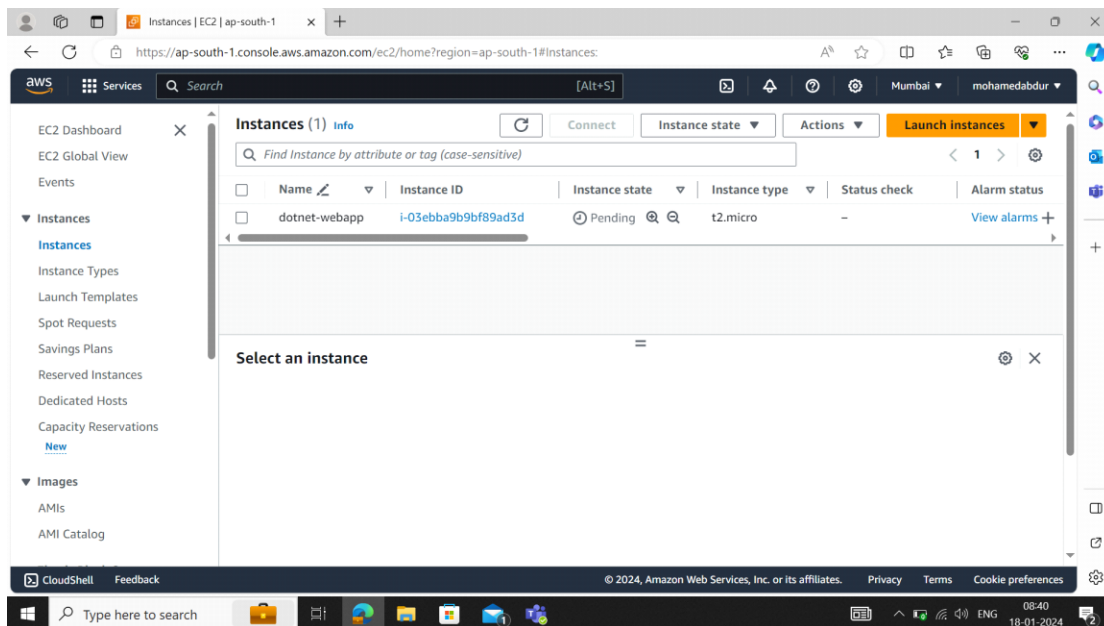 Instances | EC2 | ap-south-1
https://ap-south-1.console.aws.amazon.com/ec2/home?region=ap-south-1#Instances:
aws Services Search [Alt+S] Mumbai mohamedabdur
EC2 Dashboard
EC2 Global View
Events
Instances
Instances
Instance Types
Launch Templates
Spot Requests
Savings Plans
Reserved Instances
Dedicated Hosts
Capacity Reservations
New
Images
AMIs
AMI Catalog
Instances (1) Info Connect Instance state Actions Launch instances
Find Instance by attribute or tag (case-sensitive) 1
Name Instance ID Instance state Instance type Status check Alarm status
dotnet-webapp i-03ebba9b9bf89ad3d Pending t2.micro – View alarms
Select an instance
CloudShell Feedback © 2024, Amazon Web Services, Inc. or its affiliates. Privacy Terms Cookie preferences
Type here to search ENG 08:40
18-01-2024